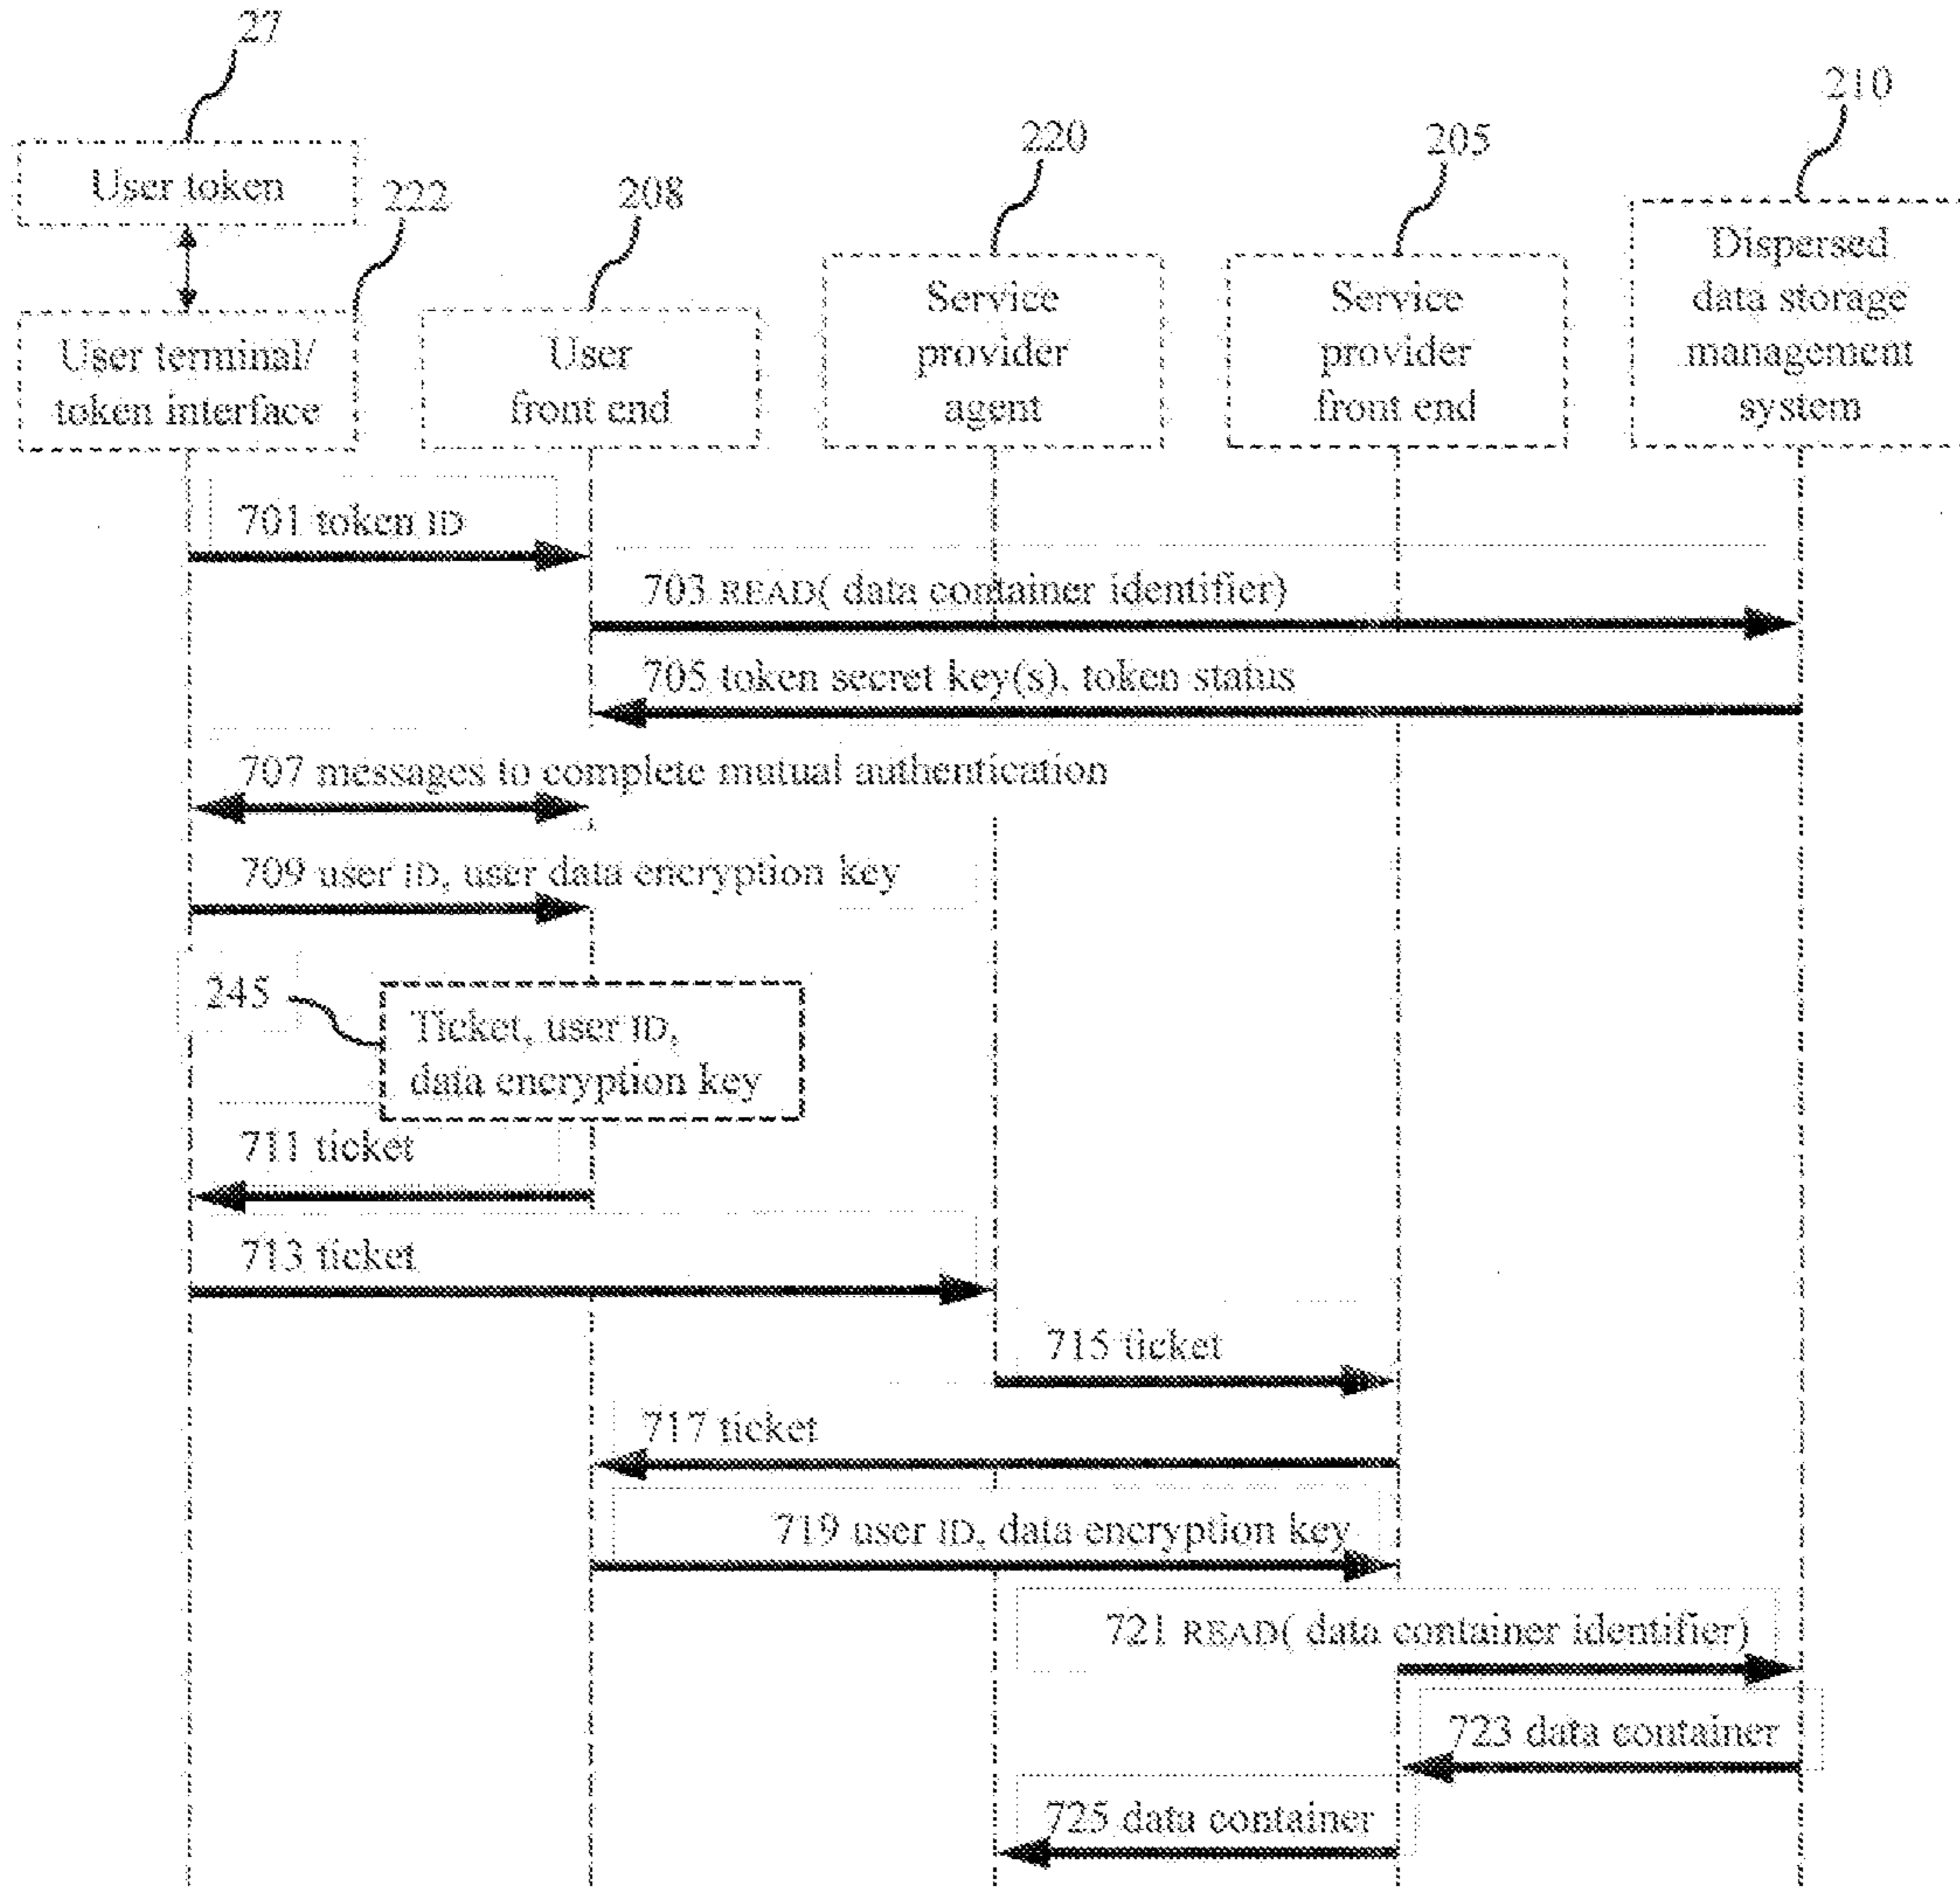 27
210
220
205
User token
222
208
Dispersed
data storage
management
system
Service
provider
agent
Service
provider
front end
User terminal/
token interface
User
front end
701 token ID
703 READ( data container identifier)
705 token secret key(s), token status
707 messages to complete mutual authentication
709 user ID, user data encryption key
245
Ticket, user ID,
data encryption key
711 ticket
713 ticket
715 ticket
717 ticket
719 user ID, data encryption key
721 READ( data container identifier)
723 data container
725 data container